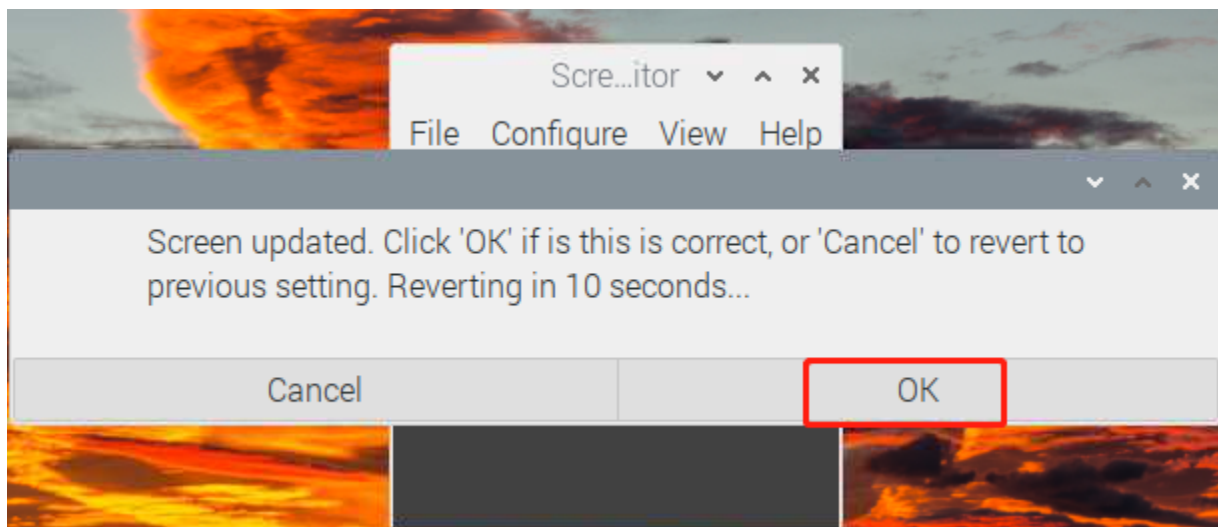 Scre...itor
File Configure View Help
Screen updated. Click 'OK' if is this is correct, or 'Cancel' to revert to
previous setting. Reverting in 10 seconds...
Cancel OK